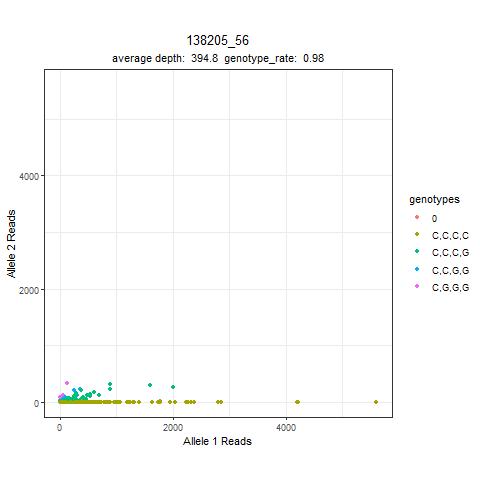 138205_56
average depth:  394.8  genotype_rate:  0.98
Allele 2 Reads
4000
2000
0
0
2000
4000
Allele 1 Reads
genotypes
0
C,C,C,C
C,C,C,G
C,C,G,G
C,G,G,G